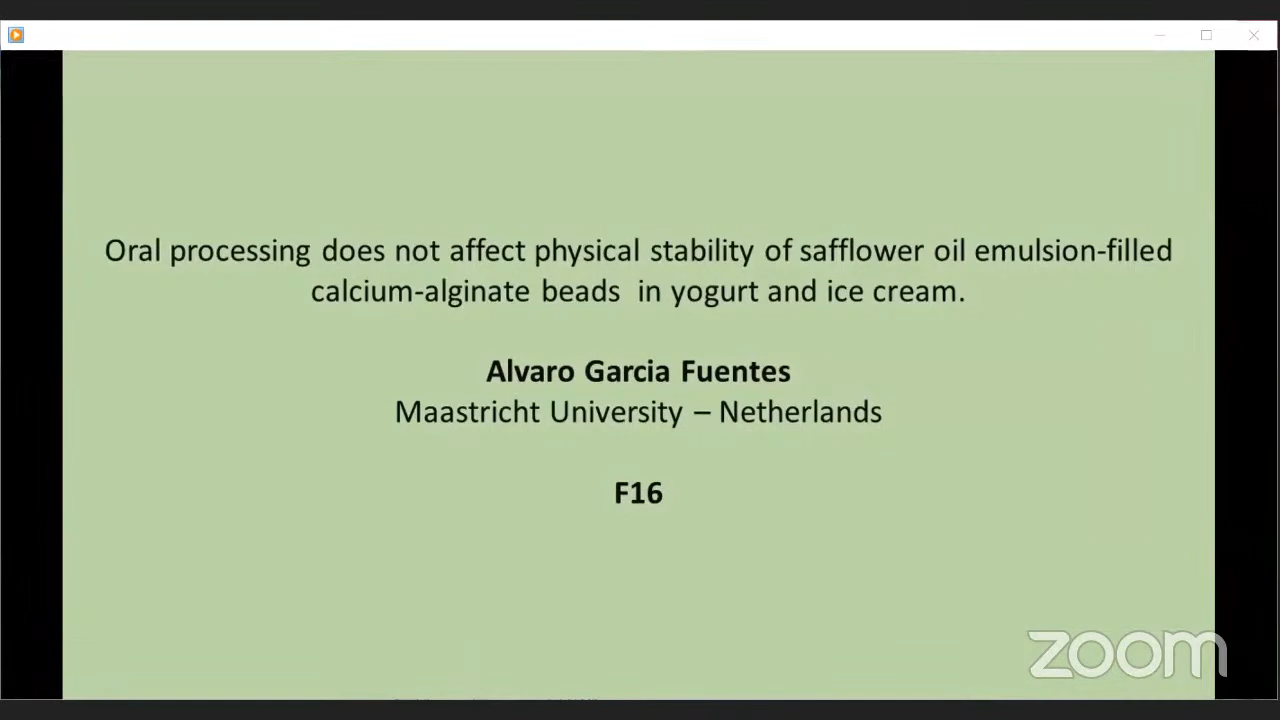 Oral processing does not affect physical stability of safflower oil emulsion-filled
calcium-alginate beads in yogurt and ice cream.
Alvaro Garcia Fuentes
Maastricht University – Netherlands
F16
zoom